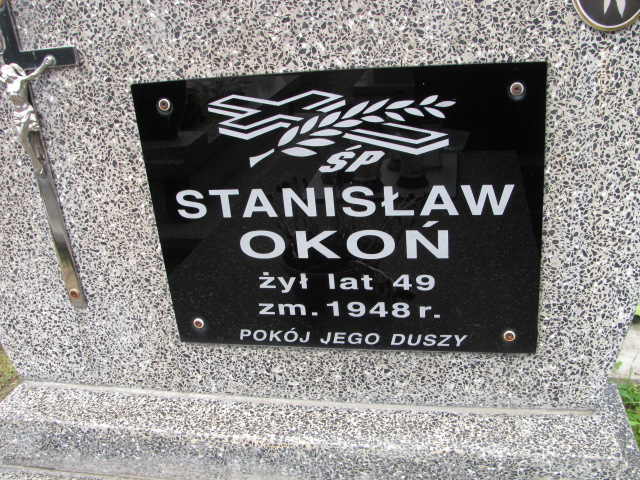 ŚP
STANISŁAW
OKOŃ
żył lat 49
zm. 1948 r.
POKÓJ JEGO DUSZY